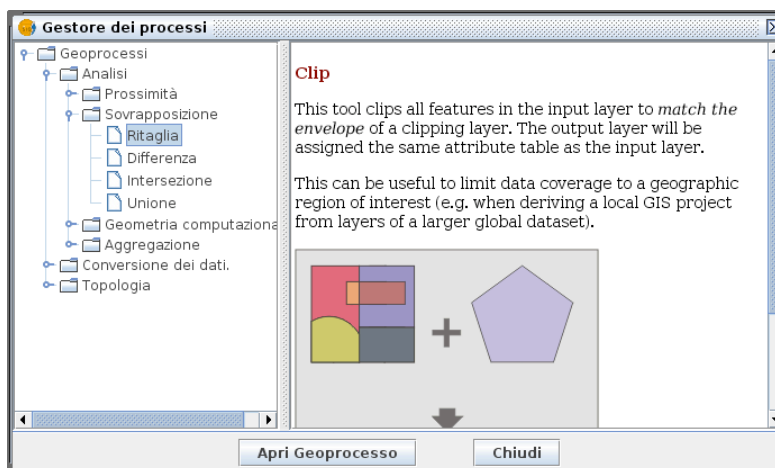 Gestore dei processi
Geoprocessi
Analisi
Prossimità
Sovrapposizione
Ritaglia
Differenza
Intersezione
Unione
Geometria computaziona
Aggregazione
Conversione dei dati.
Topologia
Clip
This tool clips all features in the input layer to match the
envelope of a clipping layer. The output layer will be
assigned the same attribute table as the input layer.
This can be useful to limit data coverage to a geographic
region of interest (e.g. when deriving a local GIS project
from layers of a larger global dataset).
Apri Geoprocesso
Chiudi